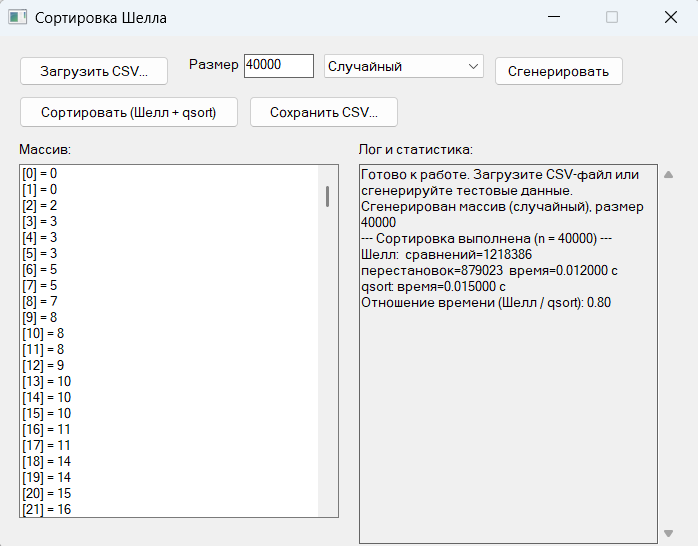 Сортировка Шелла
Загрузить CSV...
Размер
40000
Случайный
Сгенерировать
Сортировать (Шелл + qsort)
Сохранить CSV...
Массив:
[0] = 0
[1] = 0
[2] = 2
[3] = 3
[4] = 3
[5] = 3
[6] = 5
[7] = 5
[8] = 7
[9] = 8
[10] = 8
[11] = 8
[12] = 9
[13] = 10
[14] = 10
[15] = 10
[16] = 11
[17] = 11
[18] = 14
[19] = 14
[20] = 15
[21] = 16
Лог и статистика:
Готово к работе. Загрузите CSV-файл или
сгенерируйте тестовые данные.
Сгенерирован массив (случайный), размер
40000
--- Сортировка выполнена (n = 40000) ---
Шелл: сравнений=1218386
перестановок=879023 время=0.012000 с
qsort: время=0.015000 с
Отношение времени (Шелл / qsort): 0.80